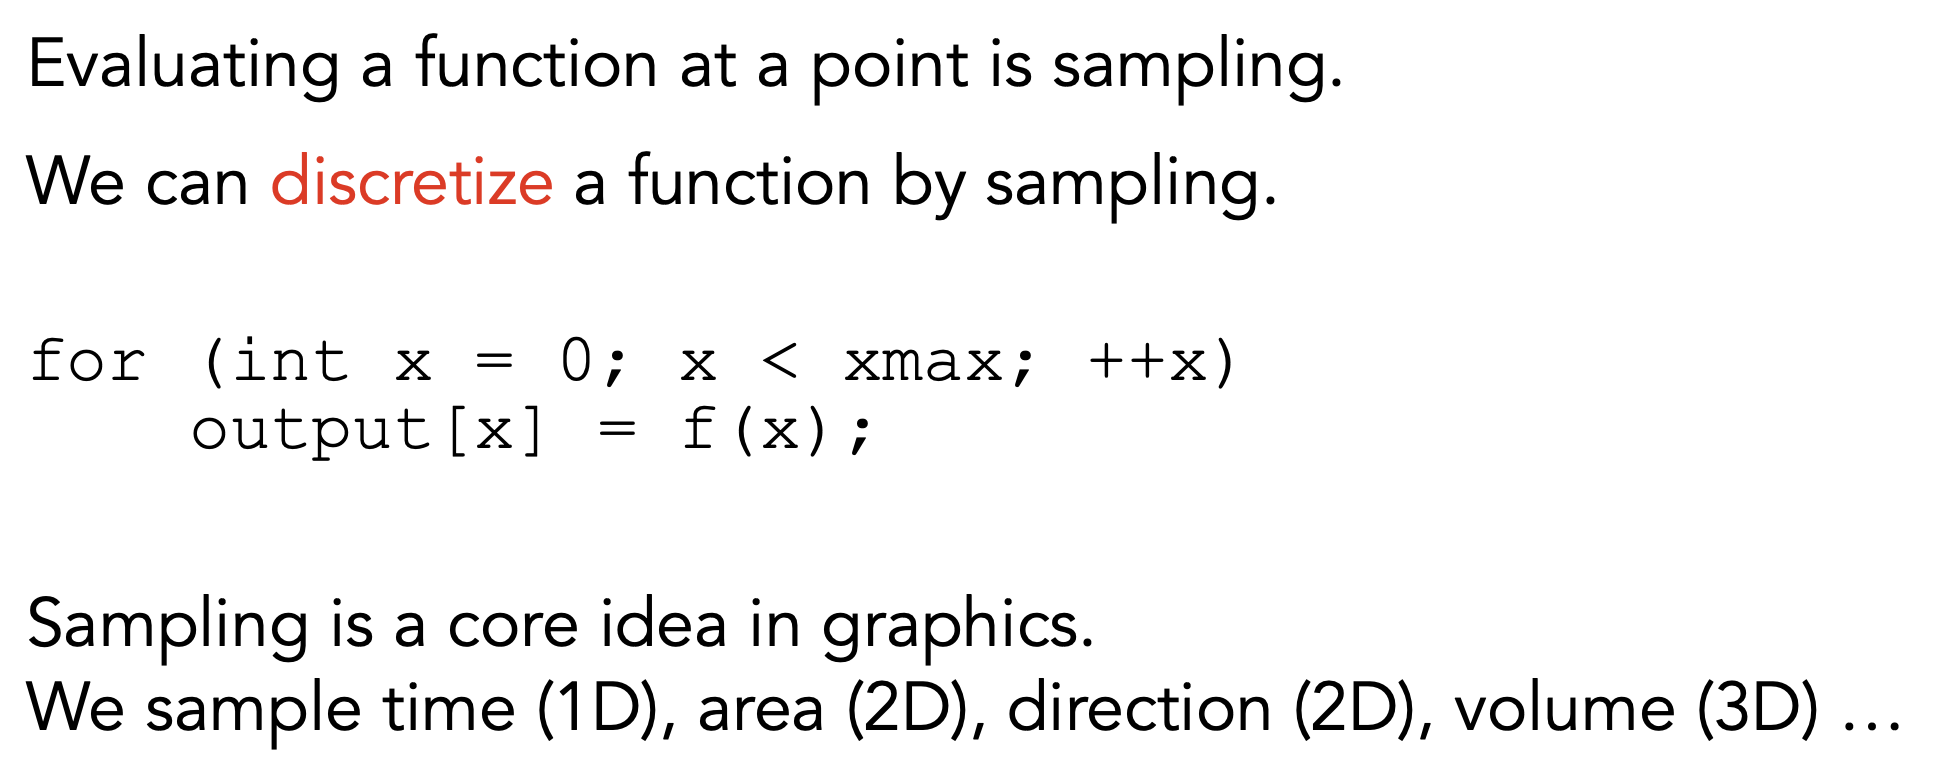 Evaluating a function at a point is sampling.
We can discretize a function by sampling.
for (int x = 0; x < xmax; ++x)
    output[x] = f(x);
Sampling is a core idea in graphics.
We sample time (1D), area (2D), direction (2D), volume (3D) …